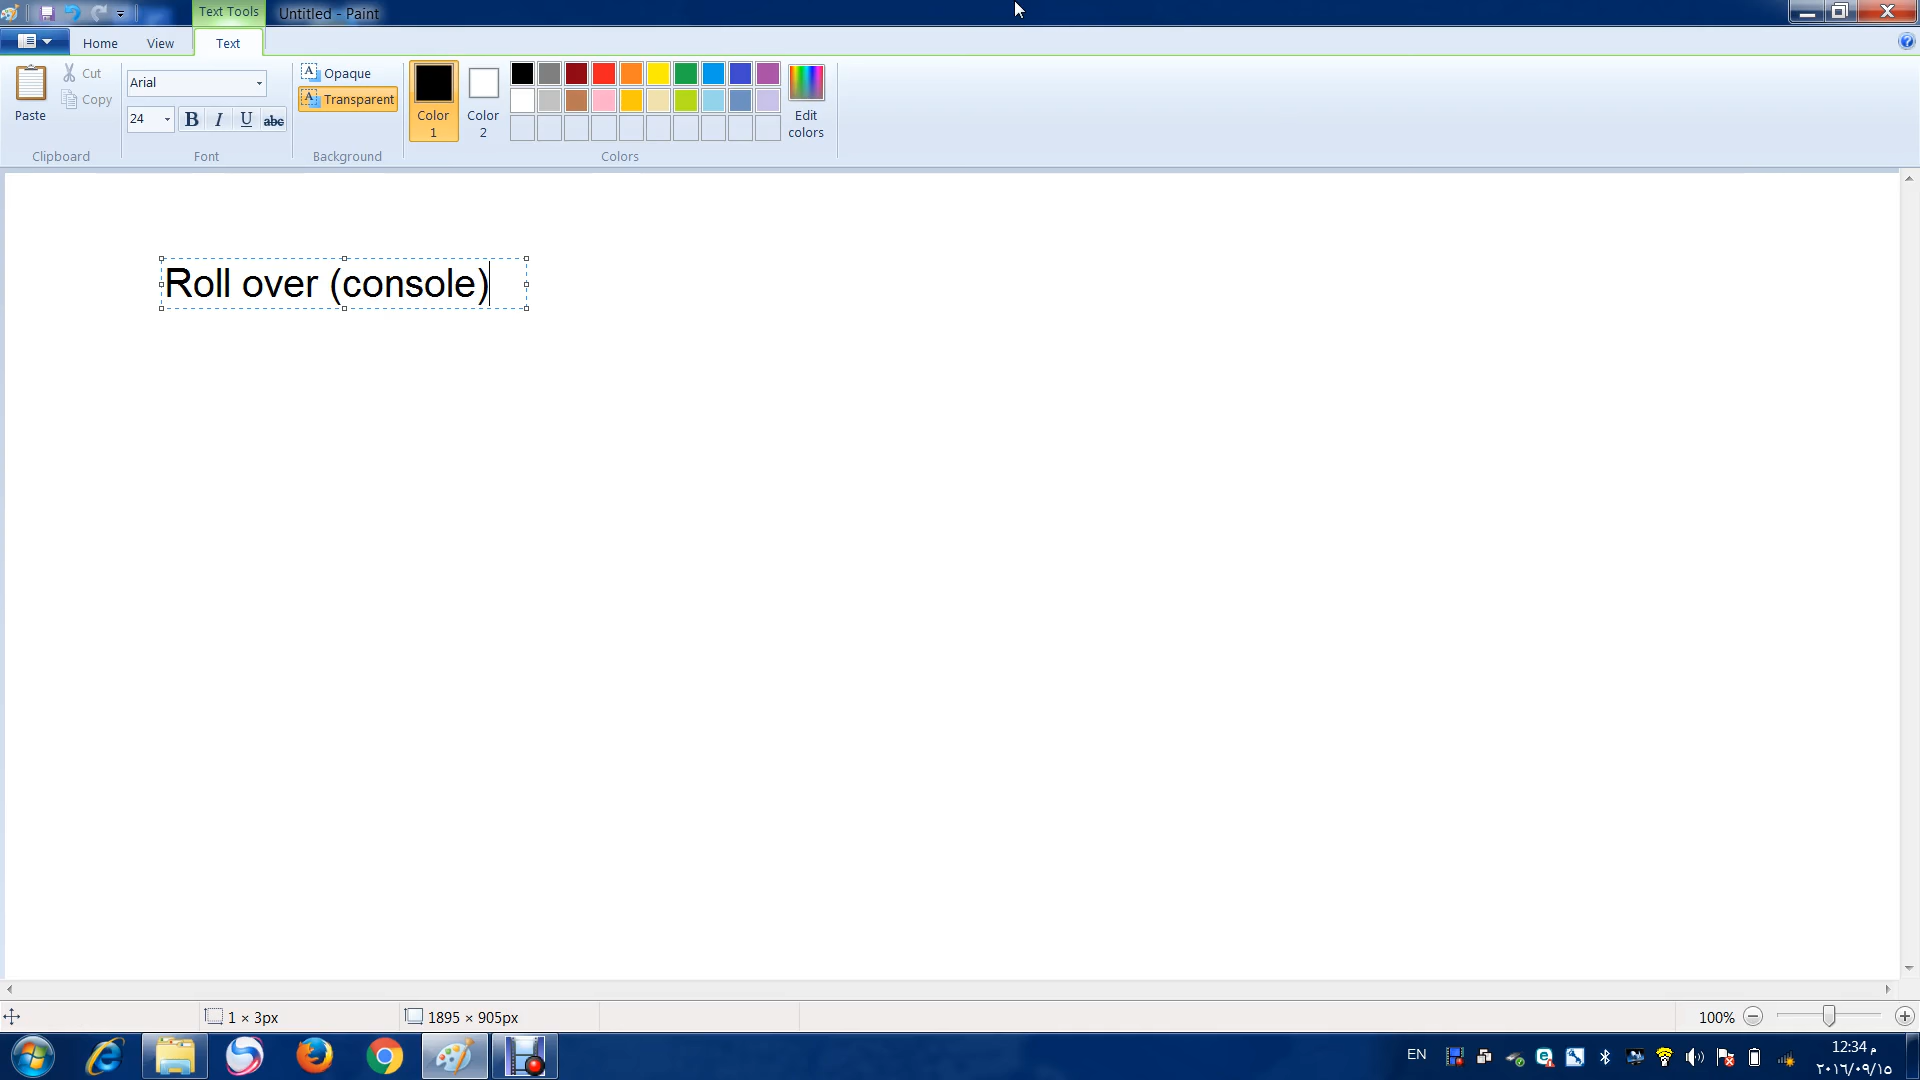 Text Tools
Untitled - Paint
Home
View
Text
Paste
Cut
Copy
Clipboard
Arial
24
B
I
U
abc
Font
Opaque
Transparent
Background
Color
1
Color
2
Edit
colors
Colors
Roll over (console)
1 × 3px
1895 × 905px
100%
EN
12:34 م
٢٠١٦/٠٩/١٥